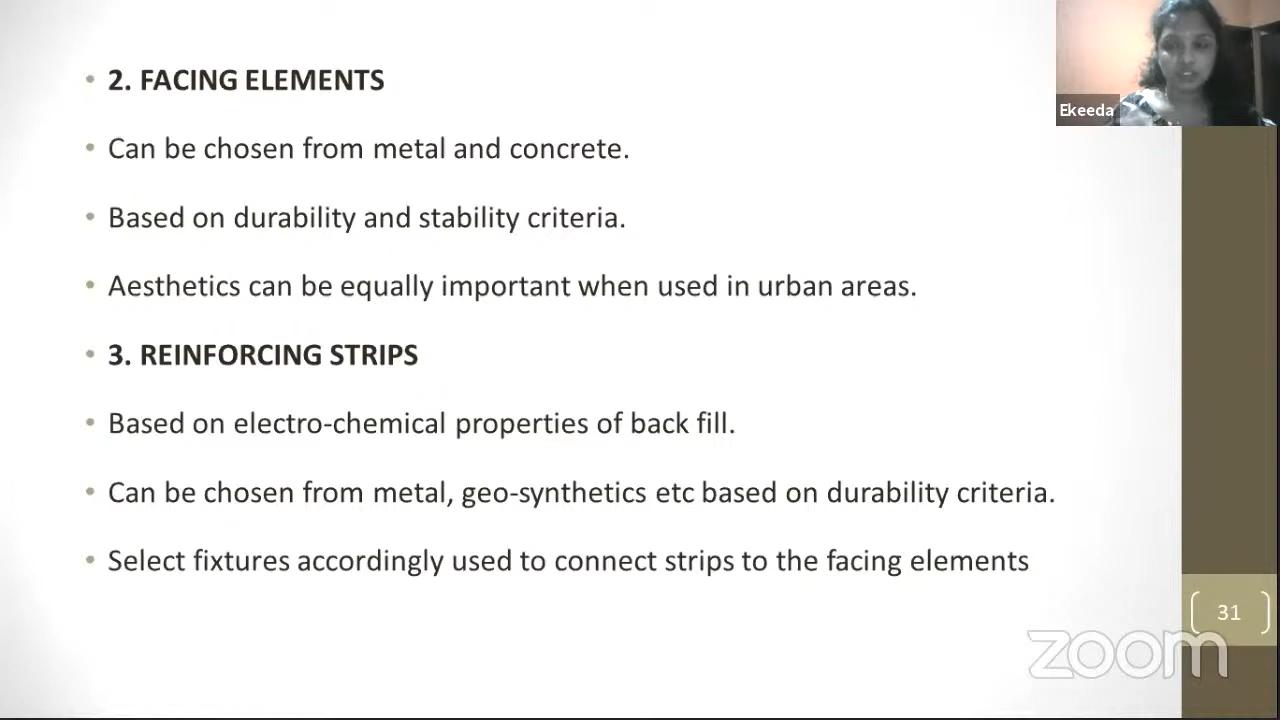 • 2. FACING ELEMENTS
• Can be chosen from metal and concrete.
• Based on durability and stability criteria.
• Aesthetics can be equally important when used in urban areas.
• 3. REINFORCING STRIPS
• Based on electro-chemical properties of back fill.
• Can be chosen from metal, geo-synthetics etc based on durability criteria.
• Select fixtures accordingly used to connect strips to the facing elements
Ekeeda
31
zoom